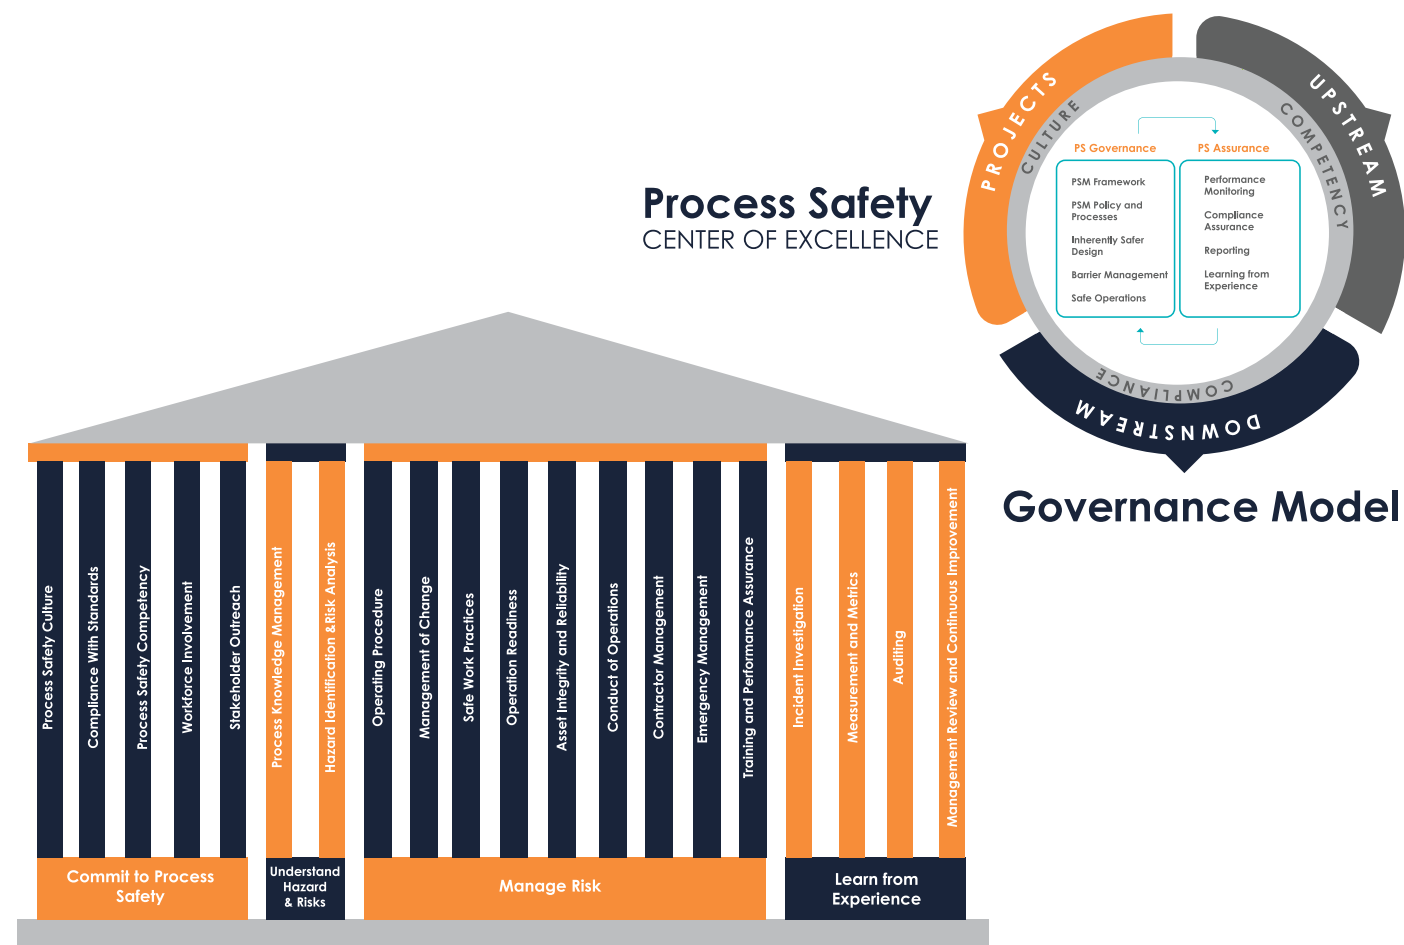 Process Safety
CENTER OF EXCELLENCE
PROJECTS
UPSTREAM
DOWNSTREAM
CULTURE
COMPETENCY
COMPLIANCE
PS Governance
PSM Framework
PSM Policy and
Processes
Inherently Safer
Design
Barrier Management
Safe Operations
PS Assurance
Performance
Monitoring
Compliance
Assurance
Reporting
Learning from
Experience
Governance Model
Process Safety Culture
Compliance With Standards
Process Safety Competency
Workforce Involvement
Stakeholder Outreach
Process Knowledge Management
Hazard Identification &Risk Analysis
Operating Procedure
Management of Change
Safe Work Practices
Operation Readiness
Asset Integrity and Reliability
Conduct of Operations
Contractor Management
Emergency Management
Training and Performance Assurance
Incident Investigation
Measurement and Metrics
Auditing
Management Review and Continuous Improvement
Commit to Process
Safety
Understand
Hazard
& Risks
Manage Risk
Learn from
Experience